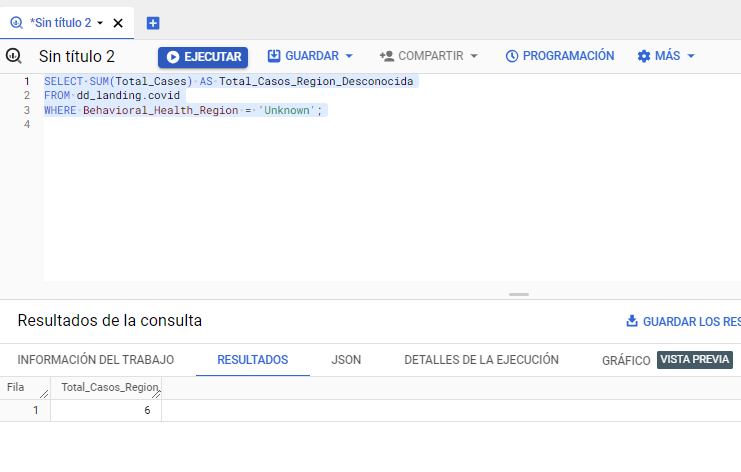 *Sin título 2
Sin título 2 EJECUTAR GUARDAR COMPARTIR PROGRAMACIÓN MÁS
1 SELECT SUM(Total_Cases) AS Total_Casos_Region_Desconocida
2 FROM dd_landing.covid
3 WHERE Behavioral_Health_Region = 'Unknown';
4
Resultados de la consulta GUARDAR LOS RES
INFORMACIÓN DEL TRABAJO RESULTADOS JSON DETALLES DE LA EJECUCIÓN GRÁFICO VISTA PREVIA
Fila Total_Casos_Region_
1 6